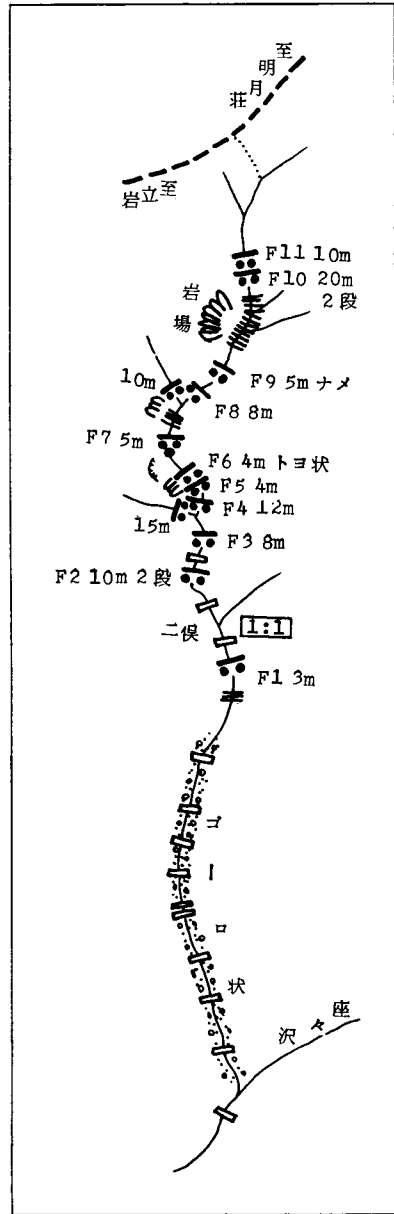 至明月荘
至立岩
F11 10m
F10 20m
2段
岩場
F9 5m ナメ
10m
F8 8m
F7 5m
F6 4m トヨ状
F5 4m
F4 12m
15m
F3 8m
F2 10m 2段
二俣
1:1
F1 3m
ゴーロ状
座々沢